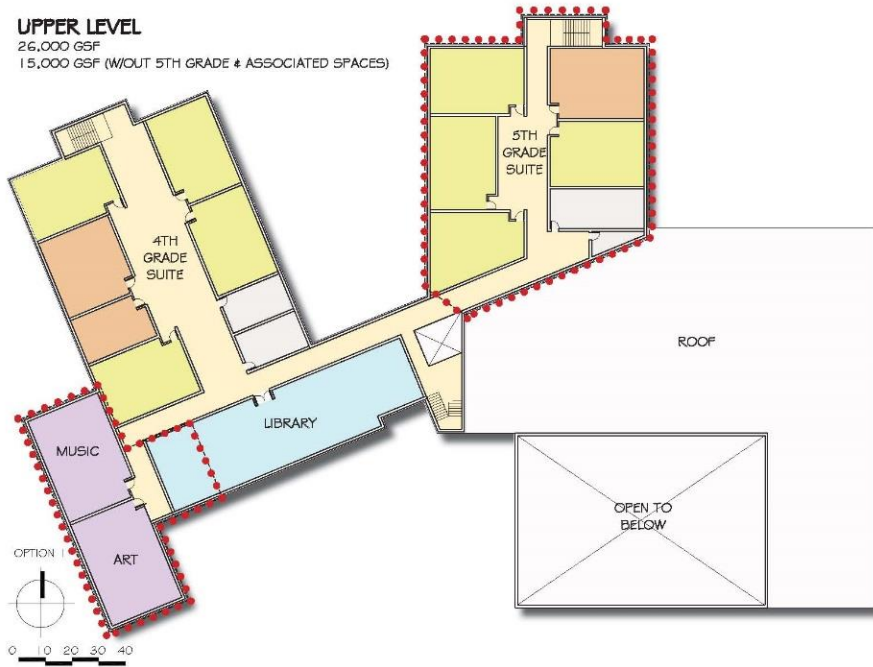 UPPER LEVEL
26,000 GSF
15,000 GSF (W/OUT 5TH GRADE & ASSOCIATED SPACES)
5TH
GRADE
SUITE
4TH
GRADE
SUITE
ROOF
LIBRARY
MUSIC
OPEN TO
BELOW
ART
OPTION 1
0 10 20 30 40